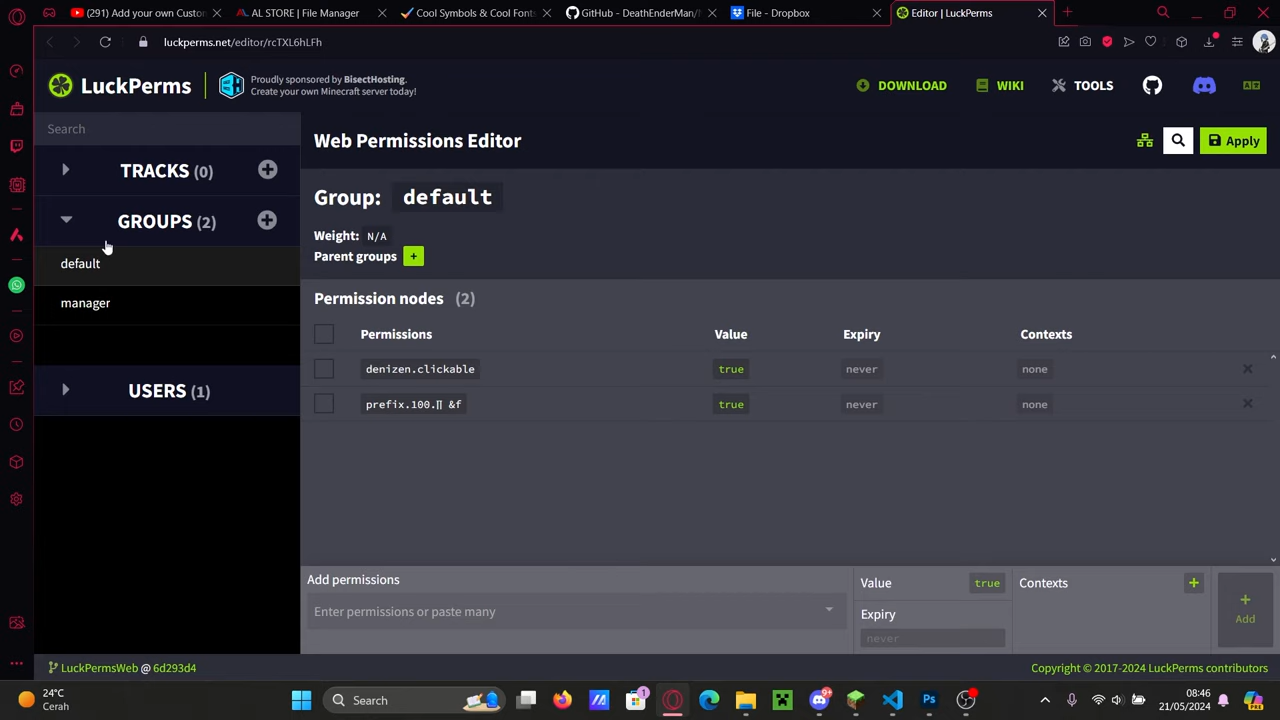 (291) Add your own Custon
AL STORE | File Manager
Cool Symbols & Cool Fonts
GitHub - DeathEnderMan/
File - Dropbox
Editor | LuckPerms
luckperms.net/editor/rcTXL6hLFh
LuckPerms
Proudly sponsored by BisectHosting.
Create your own Minecraft server today!
DOWNLOAD
WIKI
TOOLS
Search
Web Permissions Editor
Apply
TRACKS (0)
GROUPS (2)
default
manager
USERS (1)
Group: default
Weight: N/A
Parent groups +
Permission nodes (2)
Permissions Value Expiry Contexts
denizen.clickable true never none
prefix.100. &f true never none
Add permissions
Enter permissions or paste many
Value true
Expiry
never
Contexts +
+
Add
LuckPermsWeb @ 6d293d4
Copyright © 2017-2024 LuckPerms contributors
24°C
Cerah
Search
08:46
21/05/2024